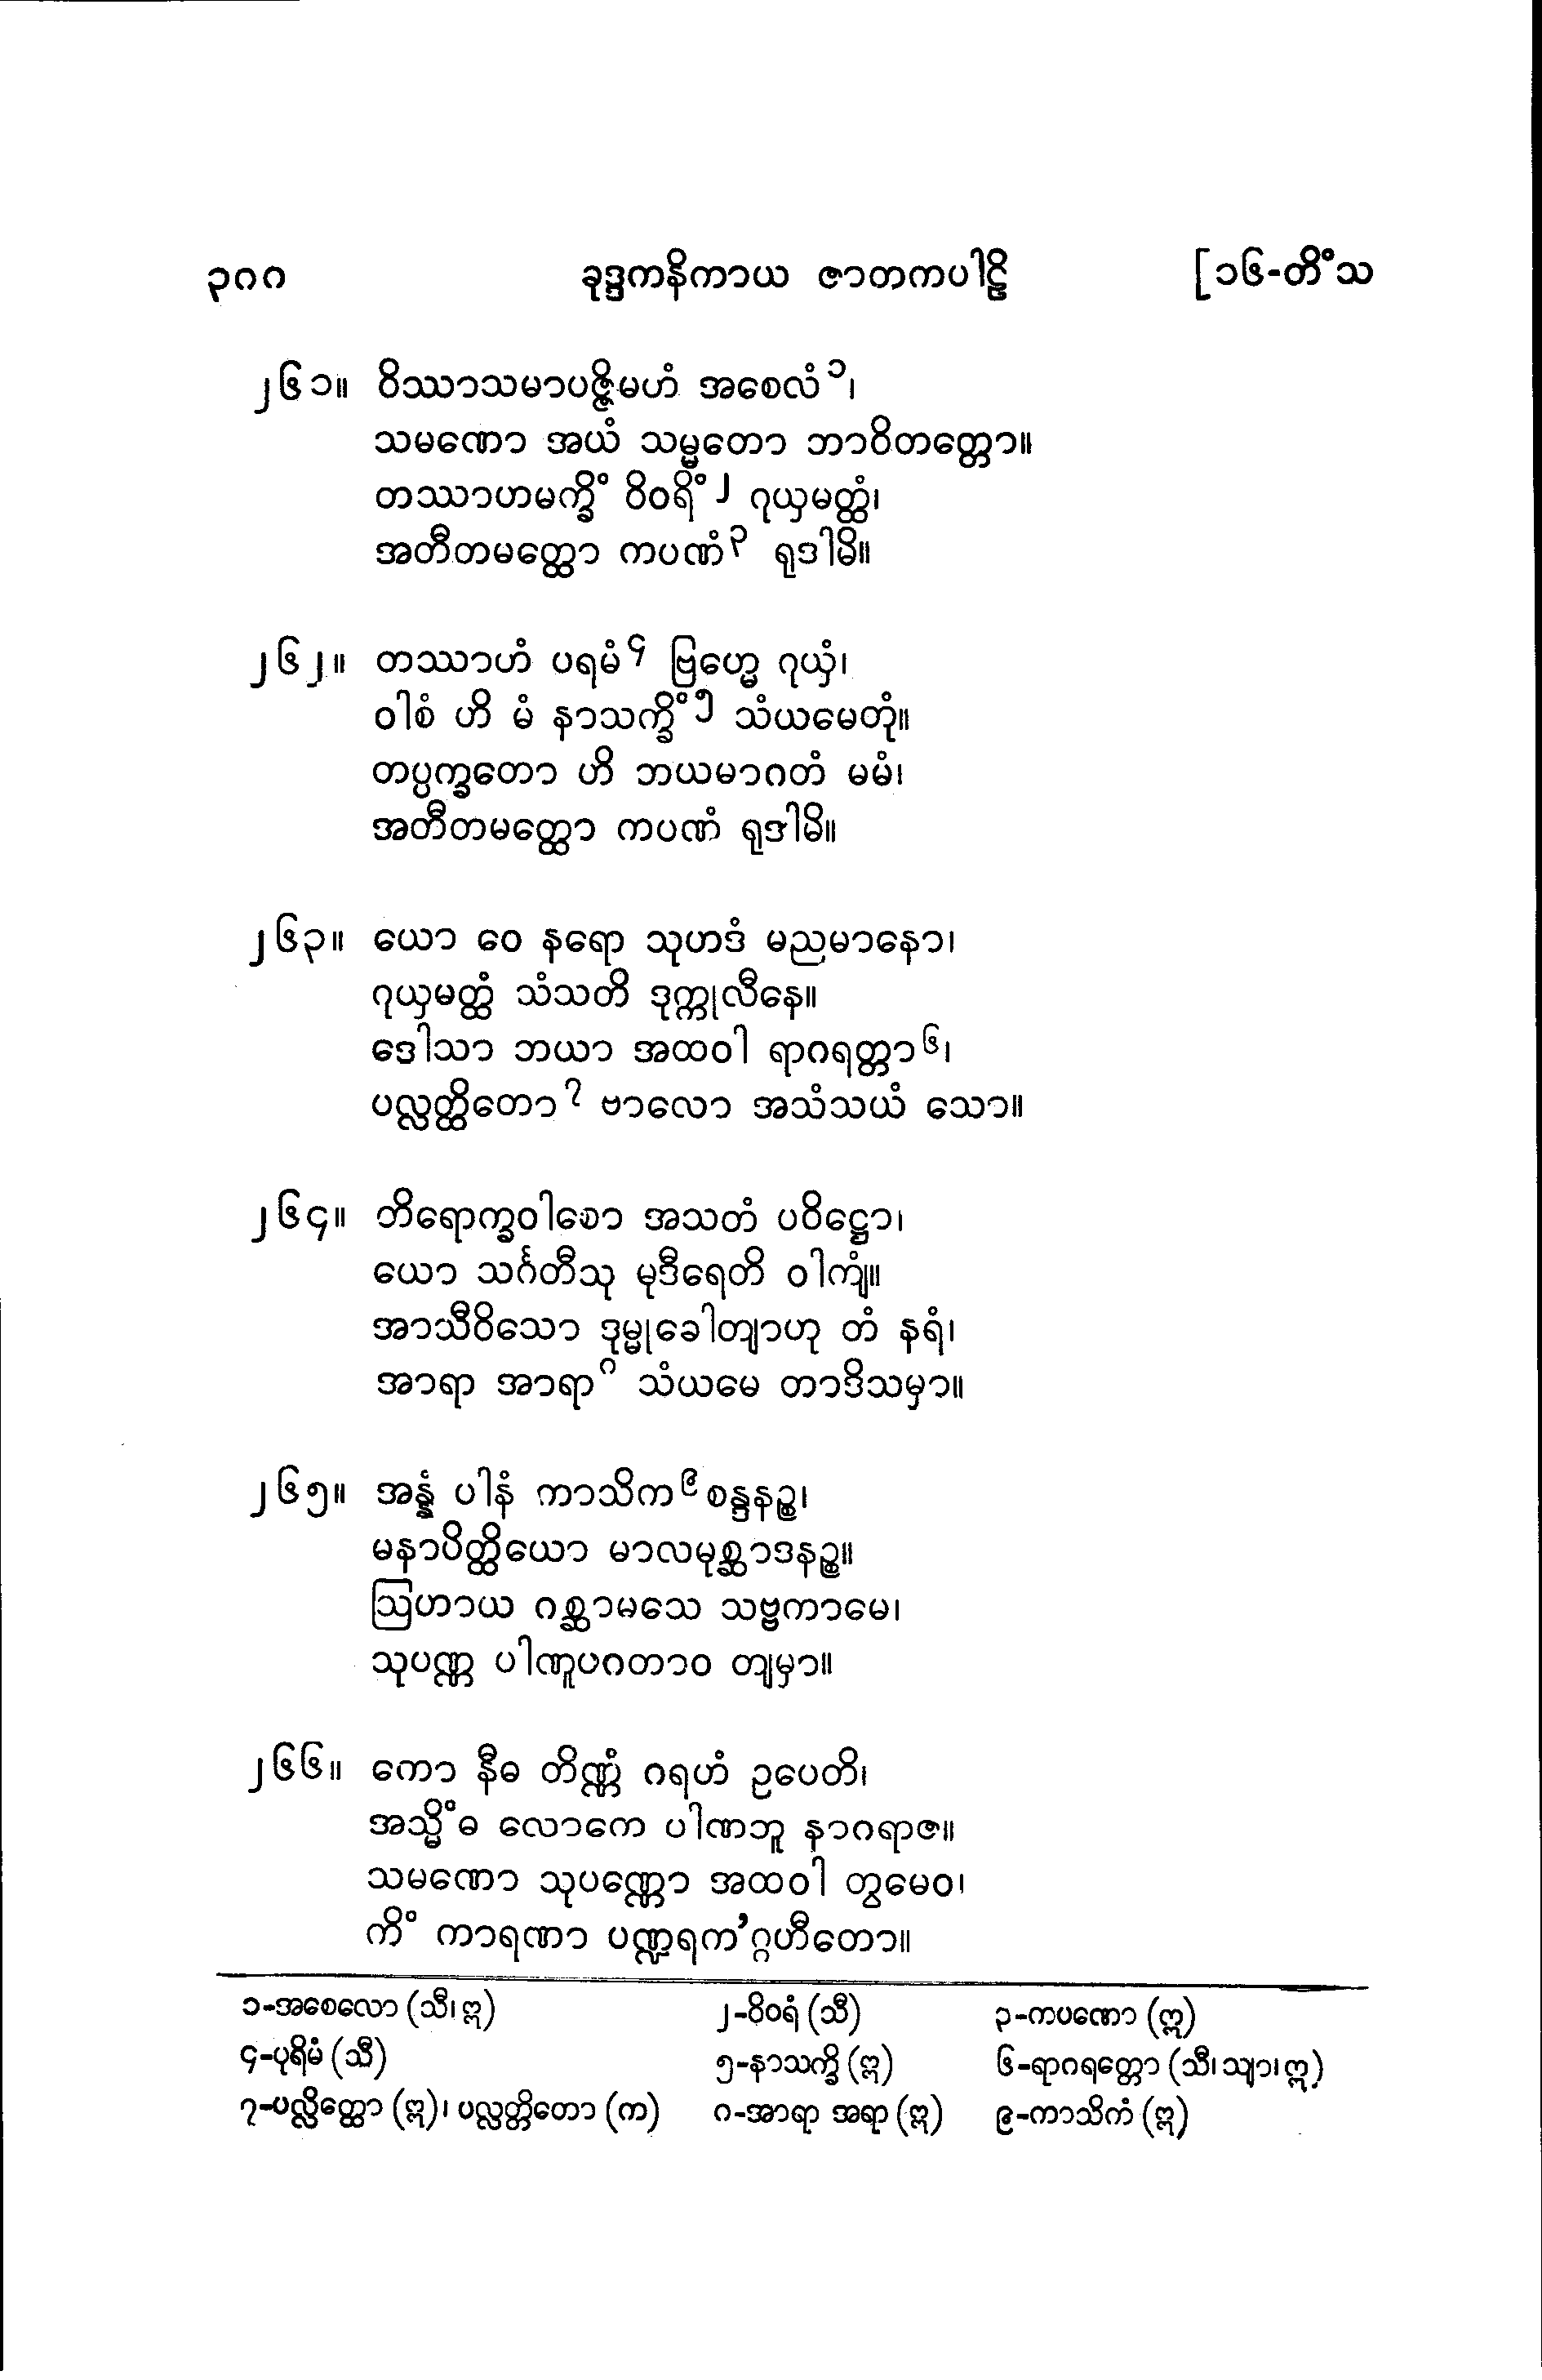 ၃၀၈ ခုဒ္ဒကနိကာယ ဇာတကပါဠိ [၁၆-တိံသ
၂၆၁။ ဝိဿာသမာပဇ္ဇိမဟံ အစေလံ၁၊
သမဏော အယံ သမ္မတော ဘာဝိတတ္တော။
တဿာဟမက္ခိံ ဝိဝရိံ၂ ဂုယှမတ္ထံ၊
အတီတမတ္ထော ကပဏံ၃ ရုဒါမိ။
၂၆၂။ တဿာဟံ ပရမံ၄ ဗြဟ္မေ ဂုယှံ၊
ဝါစံ ဟိ မံ နာသက္ခိံ၅ သံယမေတုံ။
တပ္ပက္ခတော ဟိ ဘယမာဂတံ မမံ၊
အတီတမတ္ထော ကပဏံ ရုဒါမိ။
၂၆၃။ ယော ဝေ နရော သုဟဒံ မညမာနော၊
ဂုယှမတ္ထံ သံသတိ ဒုက္ကုလီနေ။
ဒေါသာ ဘယာ အထဝါ ရာဂရတ္တာ၆၊
ပလ္လတ္ထိတော၇ ဗာလော အသံသယံ သော။
၂၆၄။ တိရောက္ခဝါစော အသတံ ပဝိဋ္ဌော၊
ယော သင်္ဂတီသု မုဒီရေတိ ဝါကျံ။
အာသီဝိသော ဒုမ္မုခေါတျာဟု တံ နရံ၊
အာရာ အာရာ၈ သံယမေ တာဒိသမှာ။
၂၆၅။ အန္နံ ပါနံ ကာသိက၉စန္ဒနဉ္စ၊
မနာပိတ္ထိယော မာလမုစ္ဆာဒနဉ္စ။
ဩဟာယ ဂစ္ဆာမသေ သဗ္ဗကာမေ၊
သုပဏ္ဏ ပါဏူပဂတာဝ တျမှာ။
၂၆၆။ ကော နီဓ တိဏ္ဏံ ဂရဟံ ဥပေတိ၊
အသ္မိံဓ လောကေ ပါဏဘူ နာဂရာဇ။
သမဏော သုပဏ္ဏော အထဝါ တွမေဝ၊
ကိံ ကာရဏာ ပဏ္ဍရက’ဂ္ဂဟီတော။
၁-အစေလော (သီ၊ ဣ) ၂-ဝိဝရံ (သီ) ၃-ကပဏော (ဣ)
၄-ပုရိမံ (သီ) ၅-နာသက္ခိ (ဣ) ၆-ရာဂရတ္တော (သီ၊ သျာ၊ ဣ)
၇-ပလ္လိတ္ထော (ဣ)၊ ပလ္လတ္တိတော (က) ၈-အာရာ အရာ (ဣ) ၉-ကာသိကံ (ဣ)